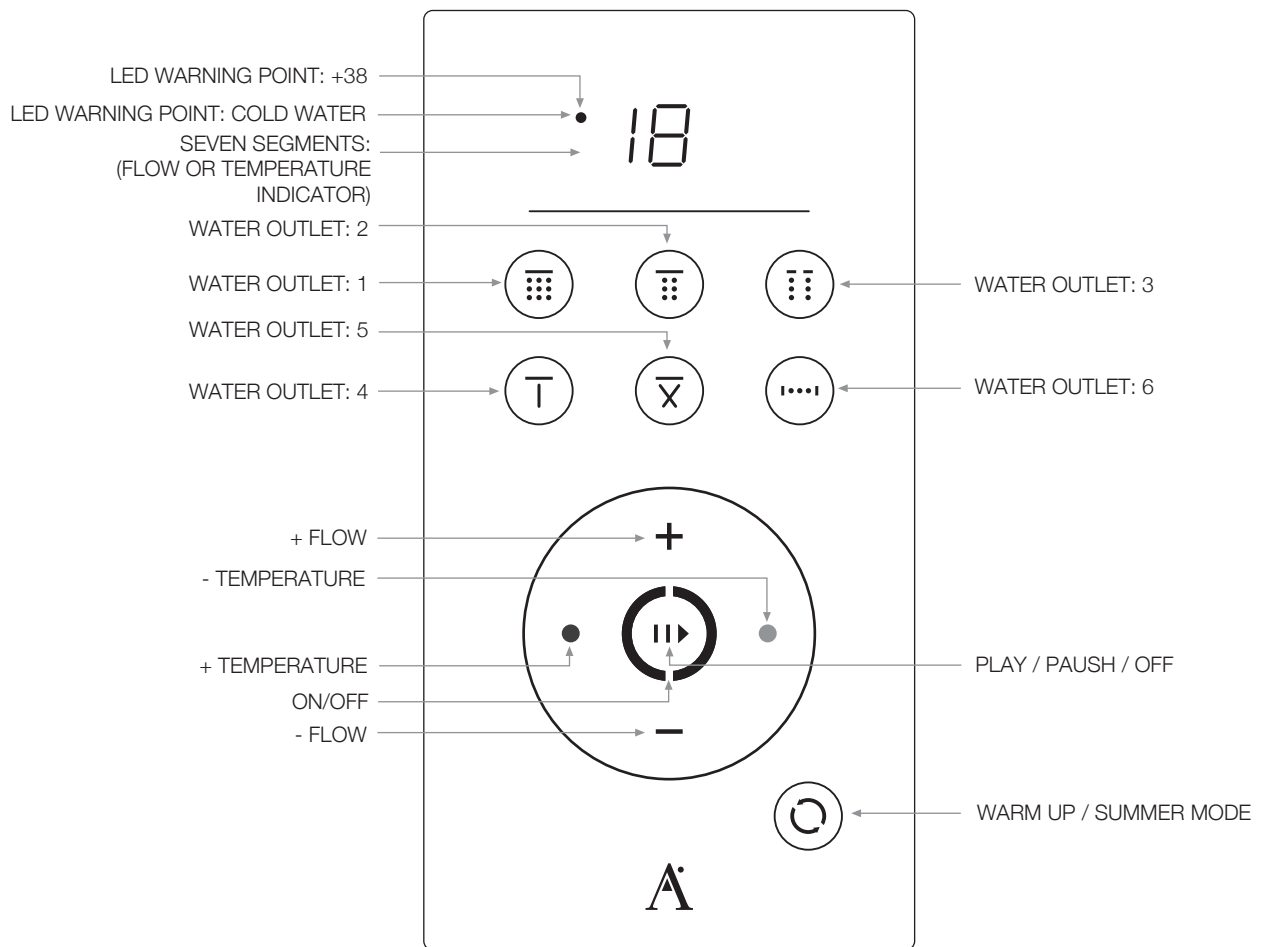 LED WARNING POINT: +38
LED WARNING POINT: COLD WATER
18
SEVEN SEGMENTS:
(FLOW OR TEMPERATURE
INDICATOR)
WATER OUTLET: 2
WATER OUTLET: 1
WATER OUTLET: 3
WATER OUTLET: 5
WATER OUTLET: 4
WATER OUTLET: 6
+ FLOW
- TEMPERATURE
+ TEMPERATURE
PLAY / PAUSH / OFF
ON/OFF
- FLOW
WARM UP / SUMMER MODE
A